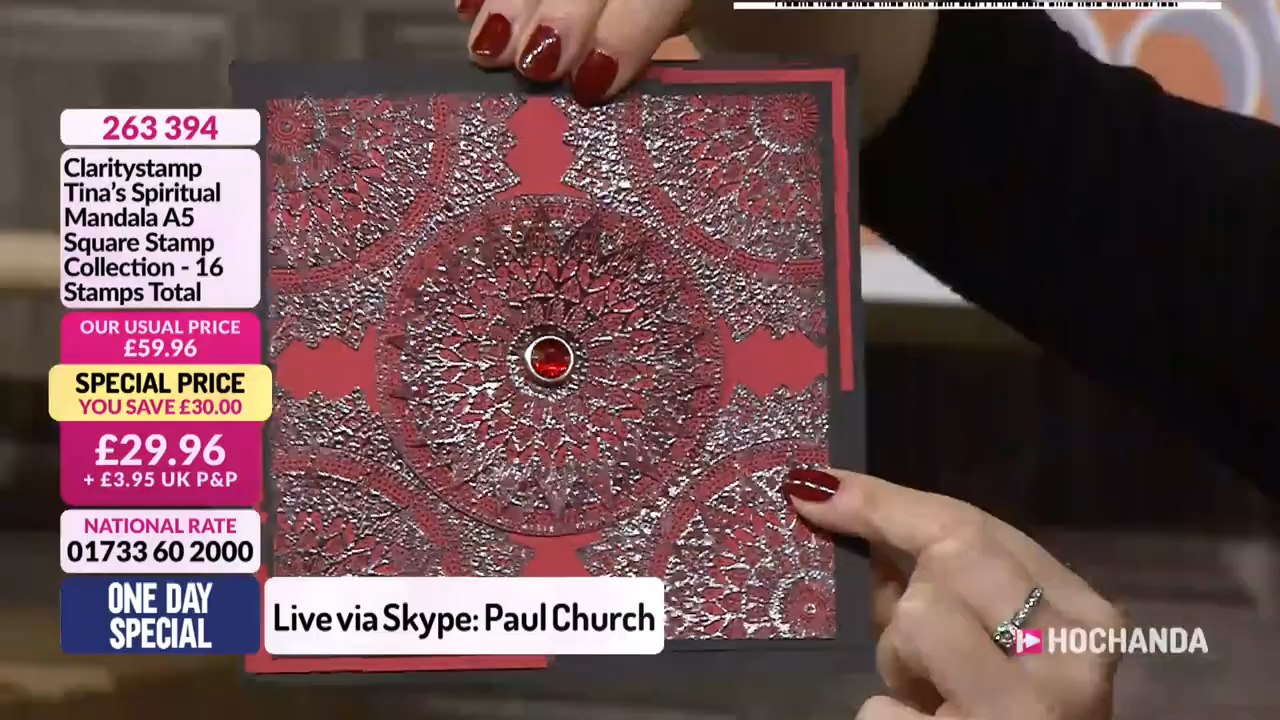 263 394
Claritystamp
Tina's Spiritual
Mandala A5
Square Stamp
Collection - 16
Stamps Total
OUR USUAL PRICE
£59.96
SPECIAL PRICE
YOU SAVE £30.00
£29.96
+ £3.95 UK P&P
NATIONAL RATE
01733 60 2000
ONE DAY
SPECIAL
Live via Skype: Paul Church
HOCHANDA